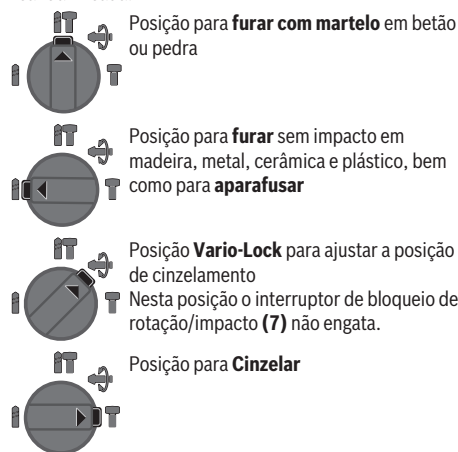 Posição para furar com martelo em betão
ou pedra
Posição para furar sem impacto em
madeira, metal, cerâmica e plástico, bem
como para aparafusar
Posição Vario-Lock para ajustar a posição
de cinzelamento
Nesta posição o interruptor de bloqueio de
rotação/impacto (7) não engata.
Posição para Cinzelar